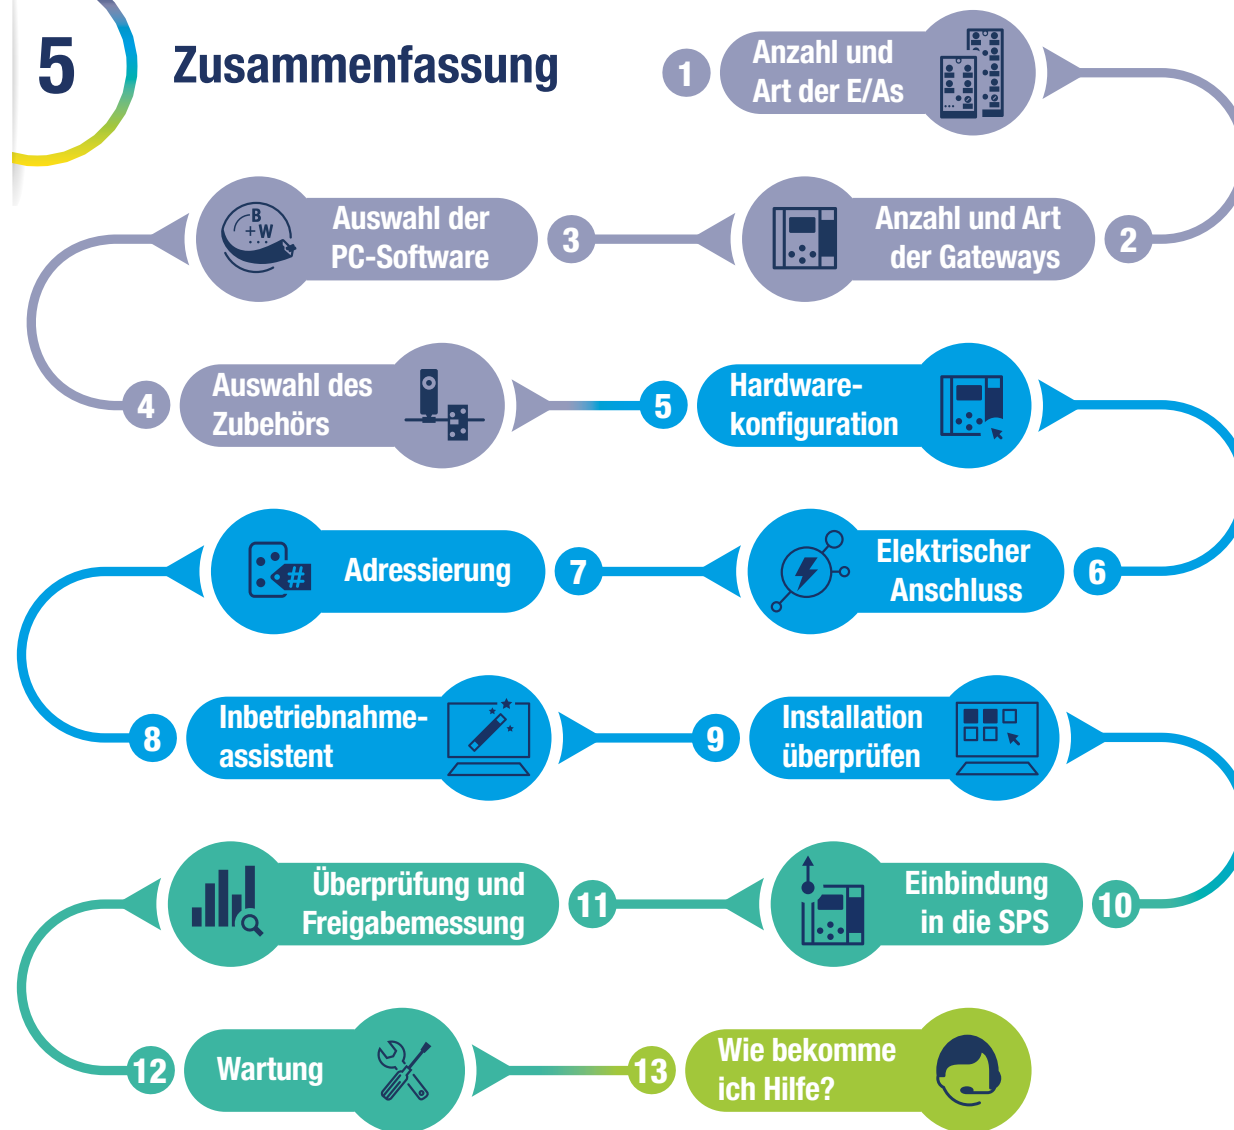 5
Zusammenfassung
1
Anzahl und
Art der E/As
2
Anzahl und Art
der Gateways
3
Auswahl der
PC-Software
B
+W
4
Auswahl des
Zubehörs
5
Hardware-
konfiguration
6
Elektrischer
Anschluss
7
Adressierung
#
8
Inbetriebnahme-
assistent
9
Installation
überprüfen
10
Einbindung
in die SPS
11
Überprüfung und
Freigabemessung
12
Wartung
13
Wie bekomme
ich Hilfe?